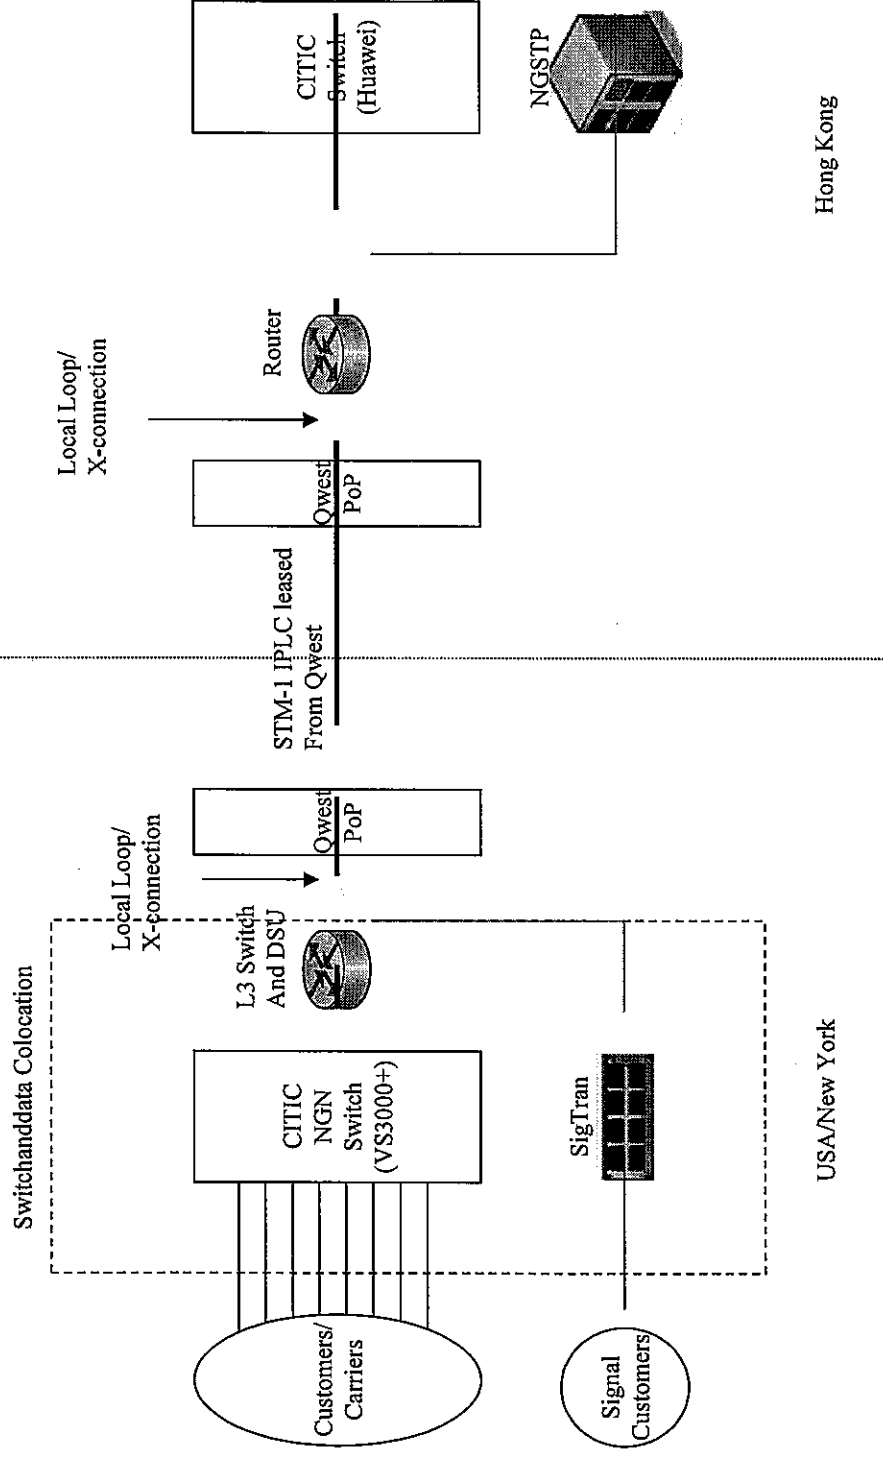 Switchanddata Colocation
Local Loop/
X-connection
Local Loop/
X-connection
Customers/
Carriers
CITIC
NGN
Switch
(VS3000+)
L3 Switch
And DSU
Qwest
PoP
STM-1 IPLC leased
From Qwest
Qwest
PoP
Router
CITIC
Switch
(Huawei)
Signal
Customers
SigTran
NGSTP
USA/New York
Hong Kong